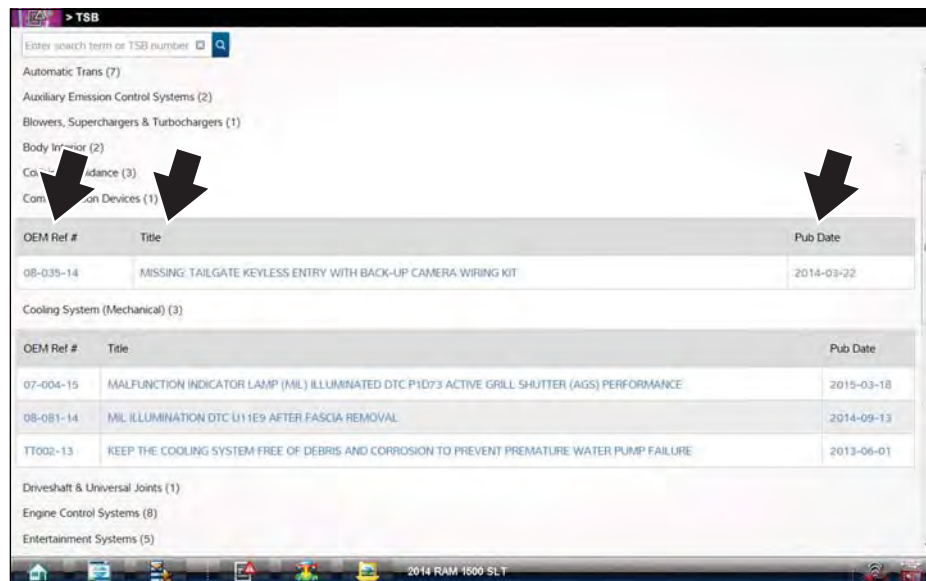 > TSB
Enter search term or TSB number
Automatic Trans (7)
Auxiliary Emission Control Systems (2)
Blowers, Superchargers & Turbochargers (1)
Body Interior (2)
(3)
Devices (1)
OEM Ref # Title Pub Date
08-035-14 MISSING: TAILGATE KEYLESS ENTRY WITH BACK-UP CAMERA WIRING KIT 2014-03-22
Cooling System (Mechanical) (3)
OEM Ref # Title Pub Date
07-004-15 MALFUNCTION INDICATOR LAMP (MIL) ILLUMINATED DTC P1D73 ACTIVE GRILL SHUTTER (AGS) PERFORMANCE 2015-03-18
08-081-14 MIL ILLUMINATION DTC U11E9 AFTER FASCIA REMOVAL 2014-09-13
TT002-13 KEEP THE COOLING SYSTEM FREE OF DEBRIS AND CORROSION TO PREVENT PREMATURE WATER PUMP FAILURE 2013-06-01
Driveshaft & Universal Joints (1)
Engine Control Systems (8)
Entertainment Systems (5)
2014 RAM 1500 SLT